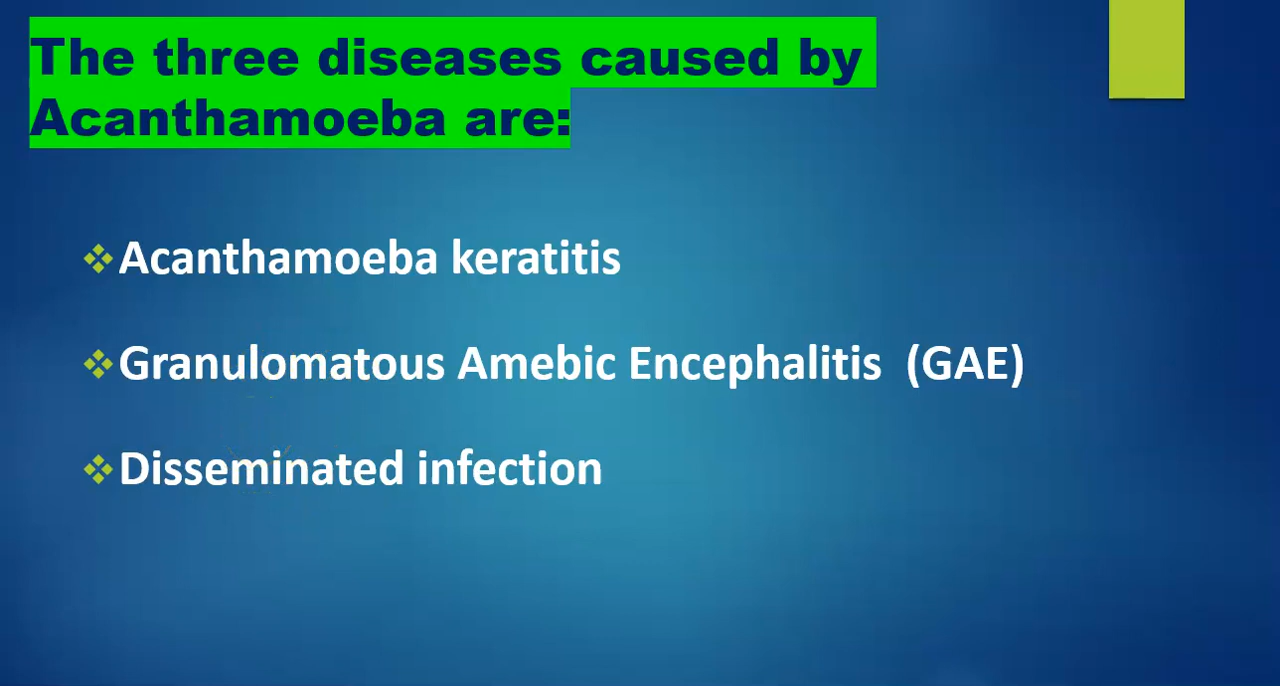 The three diseases caused by
Acanthamoeba are:
Acanthamoeba keratitis
Granulomatous Amebic Encephalitis (GAE)
Disseminated infection